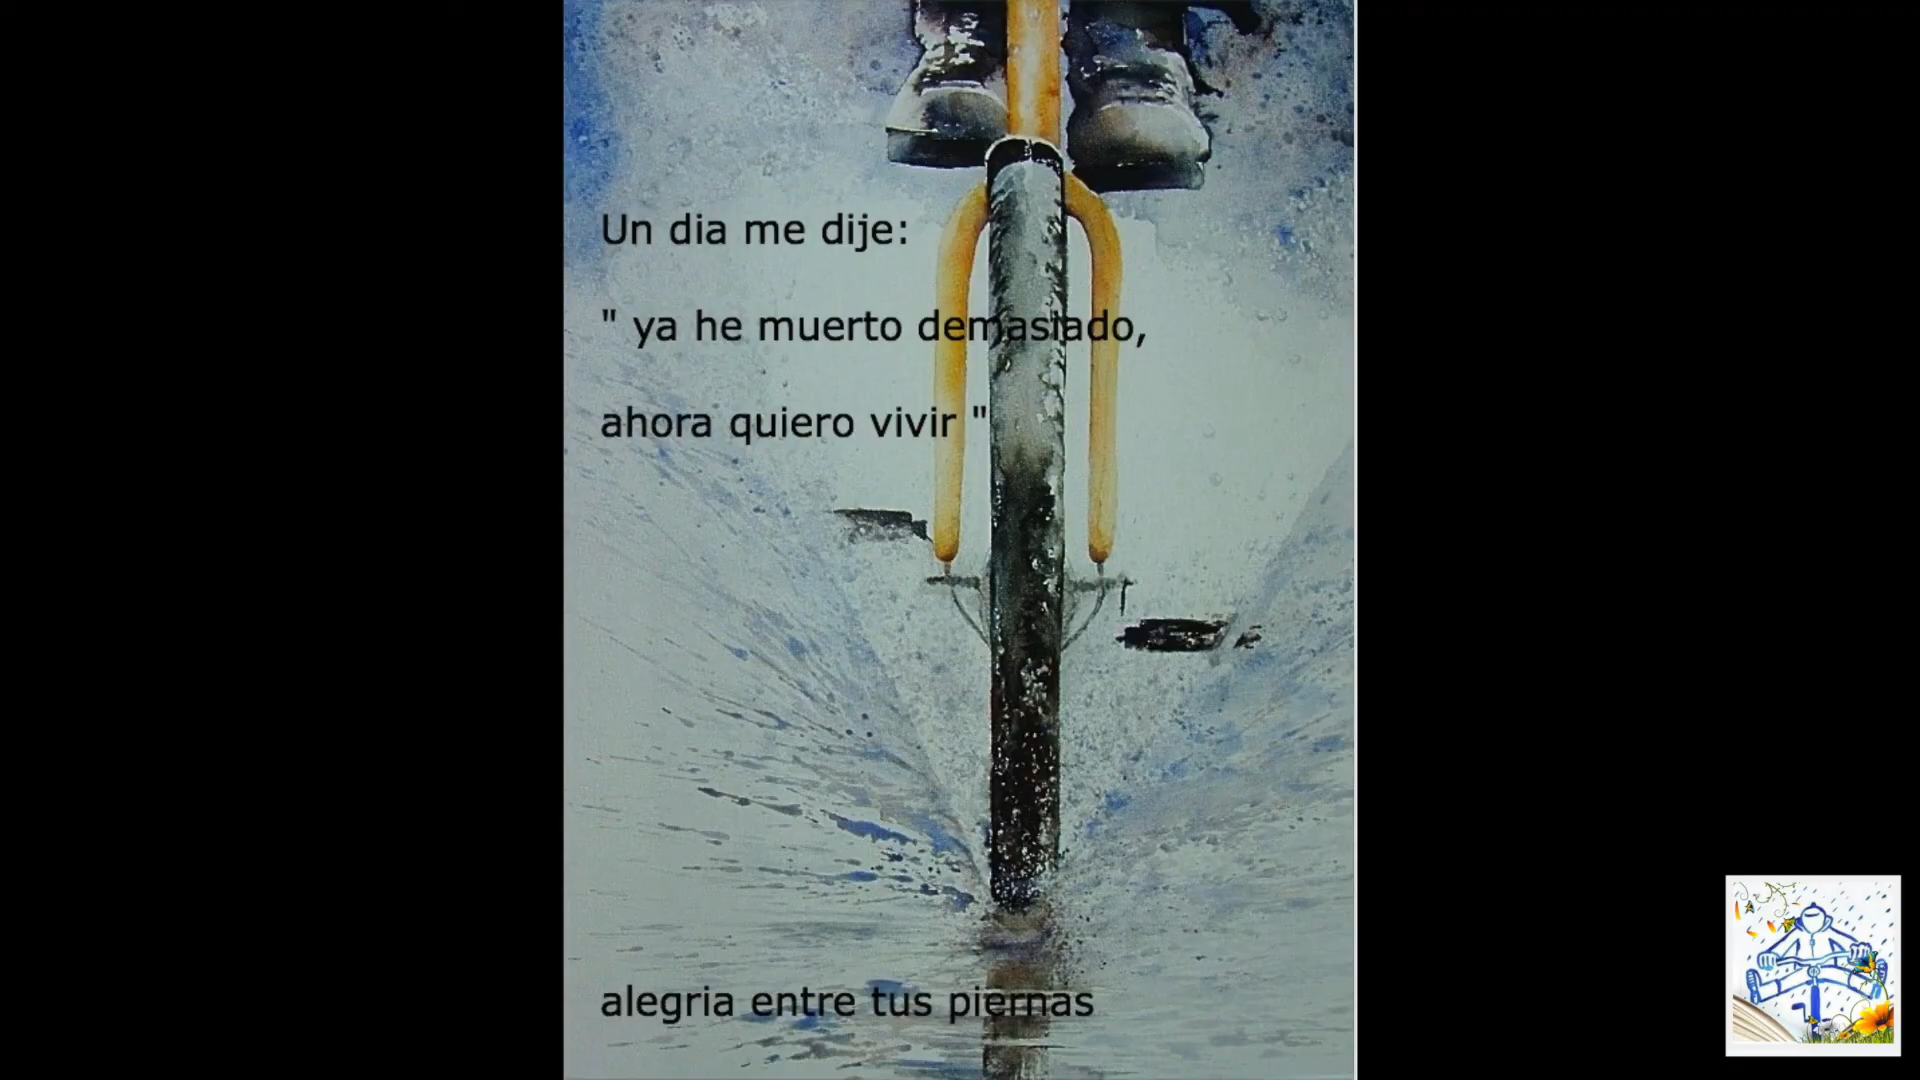 Un dia me dije:
" ya he muerto demasiado,
ahora quiero vivir "
alegria entre tus piernas